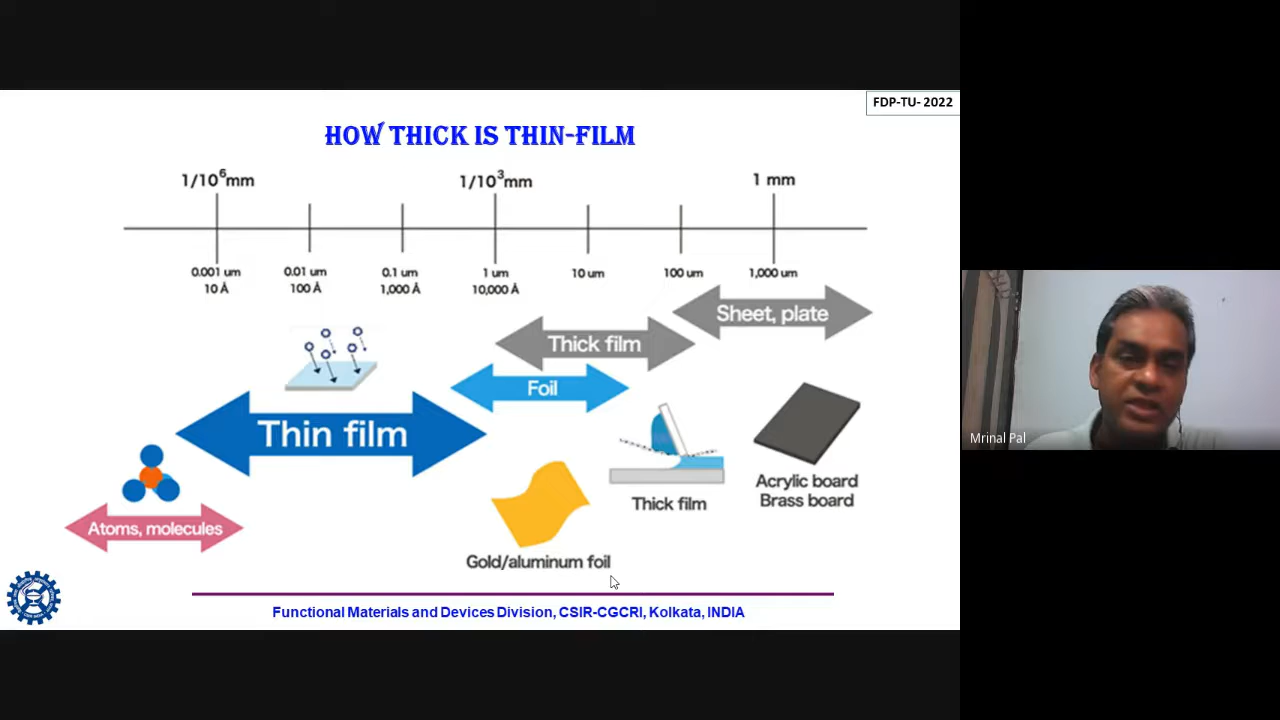 FDP-TU- 2022
HOW THICK IS THIN-FILM
1/10⁶mm
1/10³mm
1 mm
0.001 um
10 Å
0.01 um
100 Å
0.1 um
1,000 Å
1 um
10,000 Å
10 um
100 um
1,000 um
Sheet, plate
Thick film
Foil
Thin film
Atoms, molecules
Thick film
Acrylic board
Brass board
Gold/aluminum foil
Functional Materials and Devices Division, CSIR-CGCRI, Kolkata, INDIA
Mrinal Pal